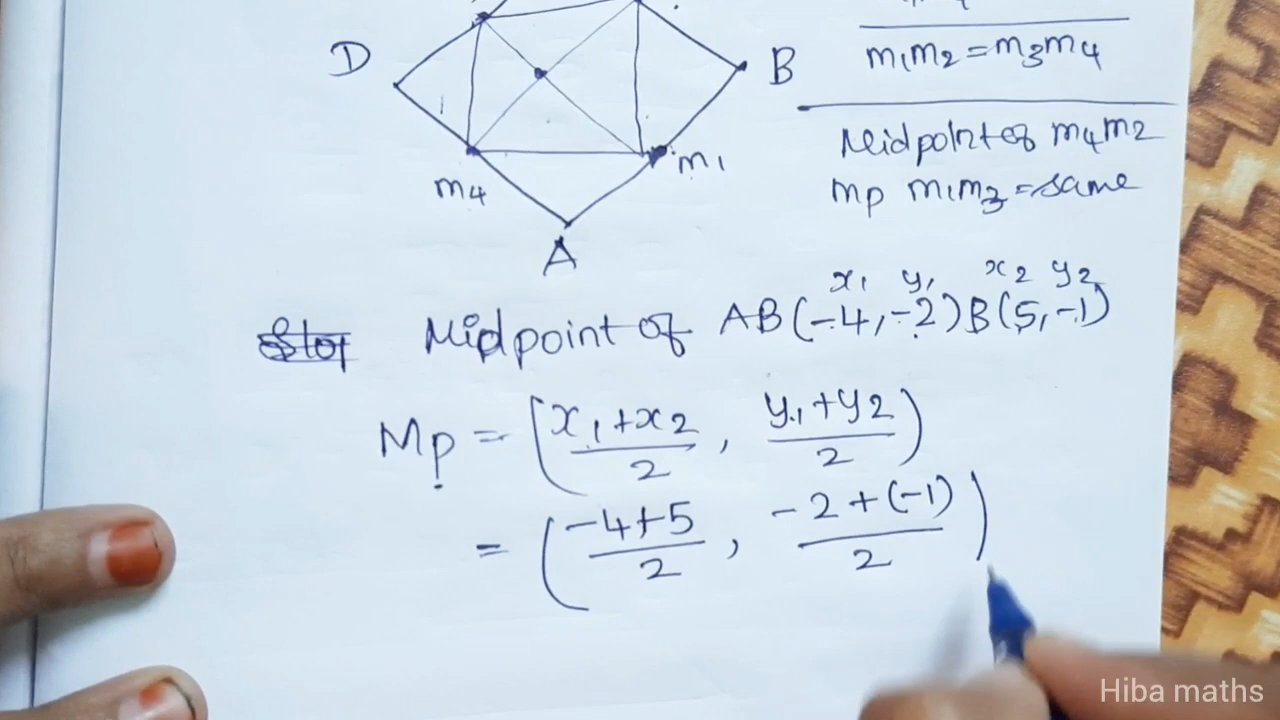 D
B
m₁m₂ = m₃m₄
Midpoint of m₄m₂
mp m₁m₃ = same
m₁
m₄
A
x₁ y₁ x₂ y₂
Midpoint of AB(-4,-2)B(5,-1)
Mp = (x₁+x₂/2, y₁+y₂/2)
= (-4+5/2, -2+(-1)/2)
Hiba maths